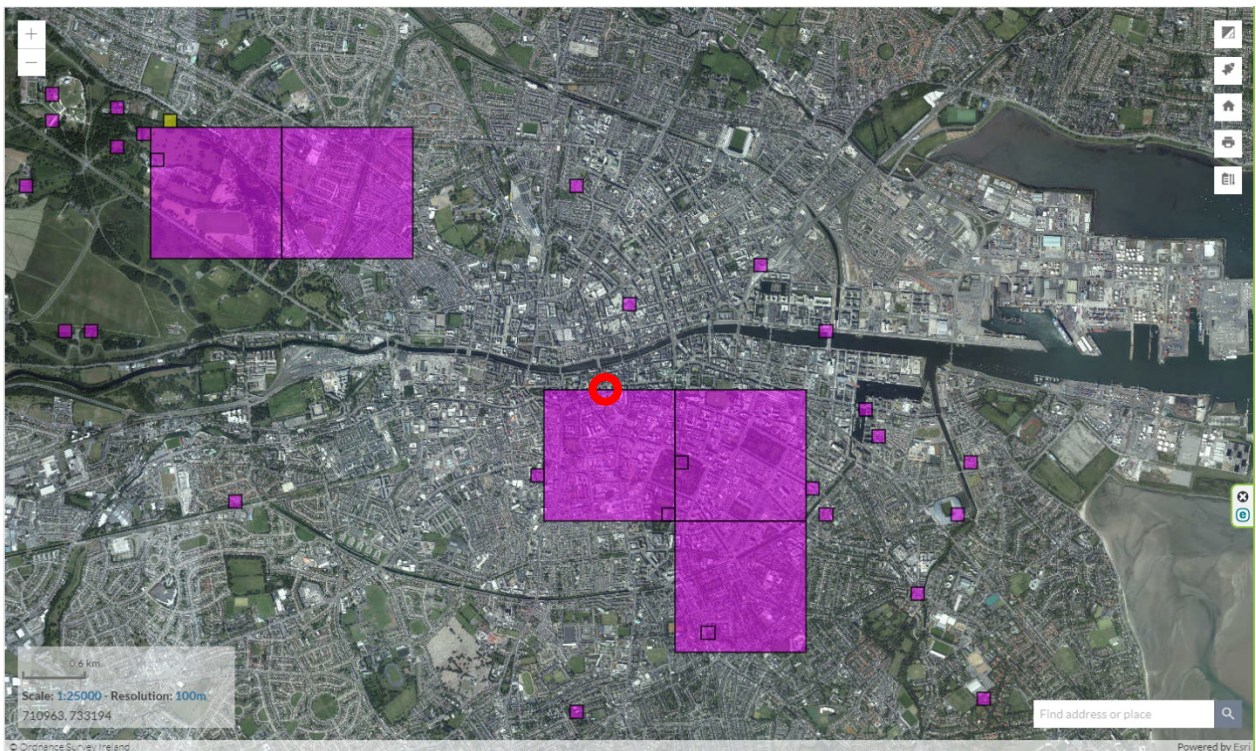 +
−
0.6 km
Scale: 1:25000 - Resolution: 100m
710963, 733194
Find address or place
e
© Ordnance Survey Ireland
Powered by Esri